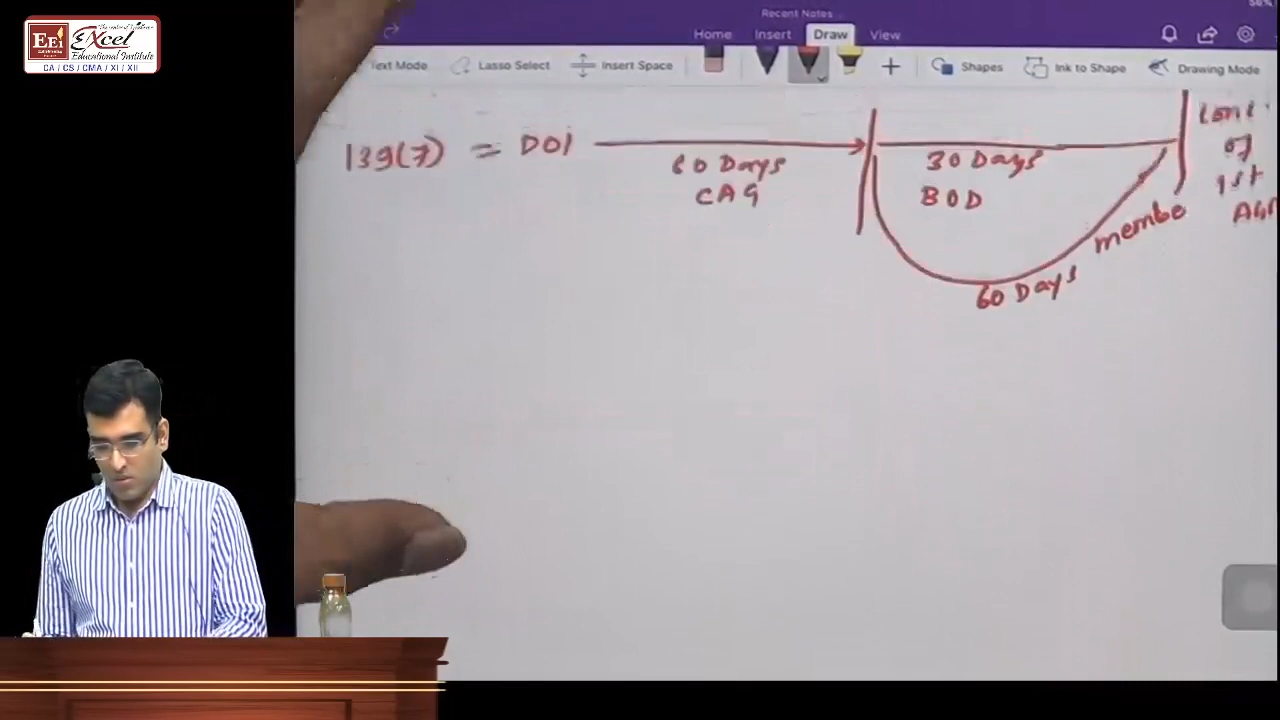 EEi
Excel
Educational Institute
CA / CS / CMA / XI / XII
Recent Notes
56%
Home Insert Draw View
Text Mode Lasso Select Insert Space Shapes Ink to Shape Drawing Mode
139(7) = DOI
60 Days
CAG
30 Days
BOD
membe
60 Days
of
1st